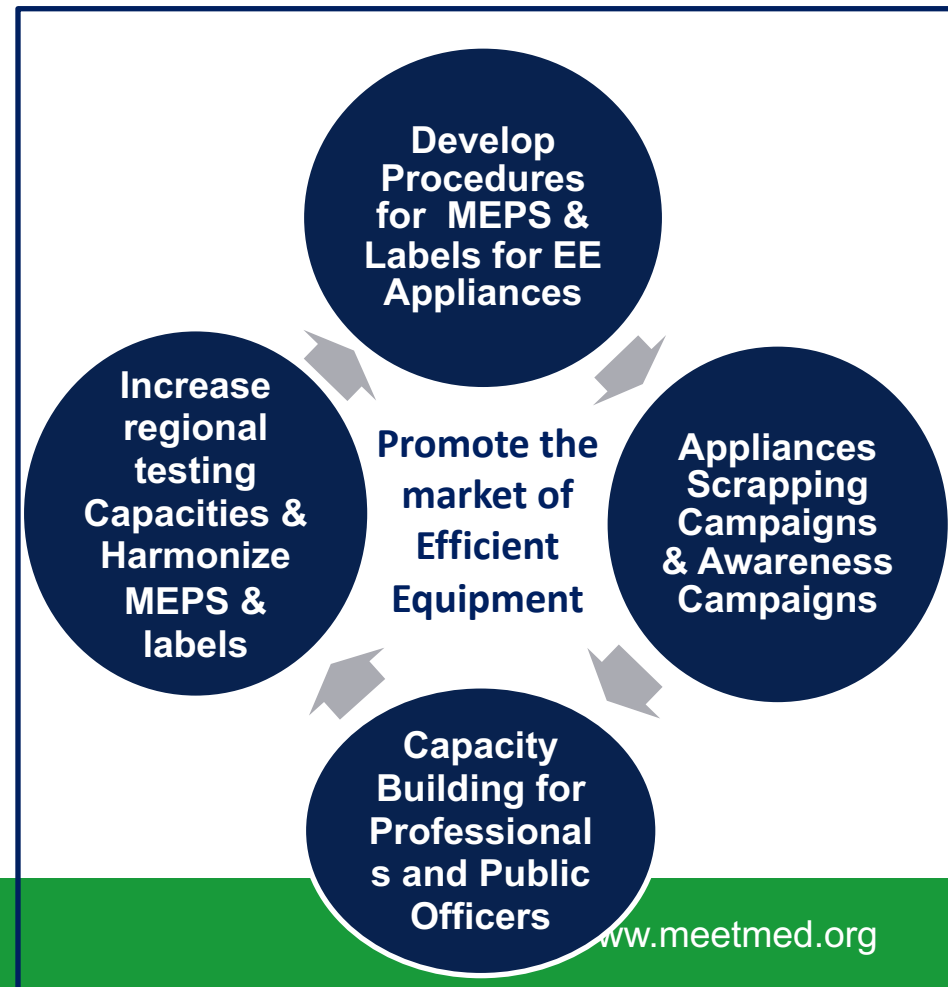 Develop
Procedures
for MEPS &
Labels for EE
Appliances
Increase
regional
testing
Capacities &
Harmonize
MEPS &
labels
Promote the
market of
Efficient
Equipment
Appliances
Scrapping
Campaigns
& Awareness
Campaigns
Capacity
Building for
Professional
s and Public
Officers
ww.meetmed.org